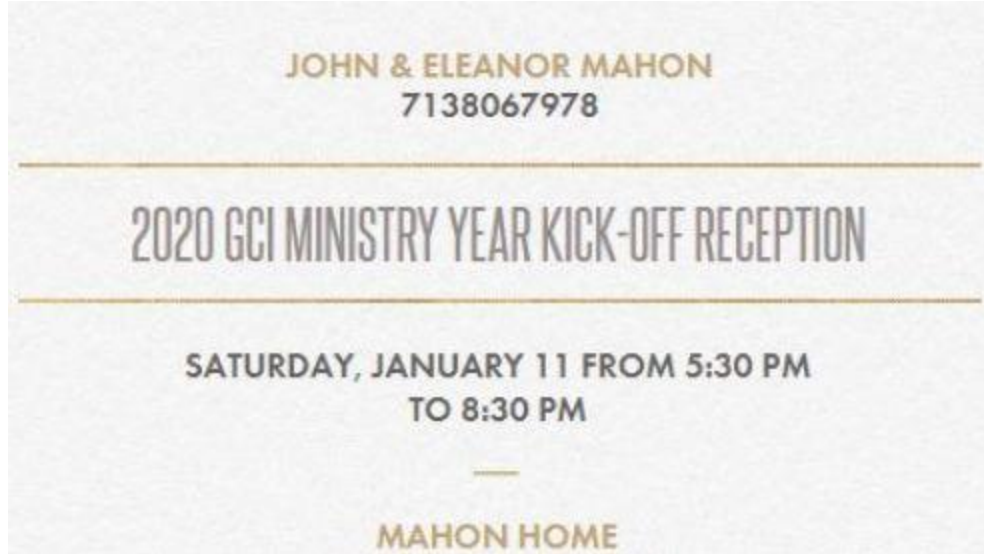 JOHN & ELEANOR MAHON
7138067978
2020 GCI MINISTRY YEAR KICK-OFF RECEPTION
SATURDAY, JANUARY 11 FROM 5:30 PM
TO 8:30 PM
MAHON HOME